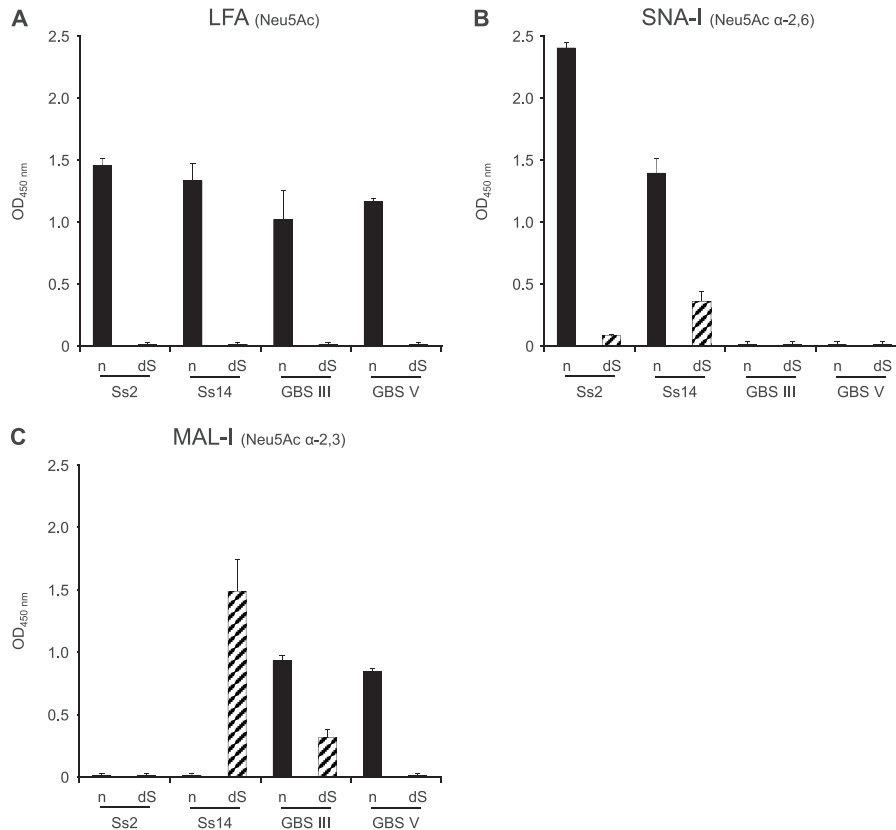 A
LFA (Neu5Ac)
2.5
2.0
1.5
1.0
0.5
0
OD450 nm
n dS n dS n dS n dS
Ss2 Ss14 GBS III GBS V
B
SNA-I (Neu5Ac α-2,6)
2.5
2.0
1.5
1.0
0.5
0
OD450 nm
n dS n dS n dS n dS
Ss2 Ss14 GBS III GBS V
C
MAL-I (Neu5Ac α-2,3)
2.5
2.0
1.5
1.0
0.5
0
OD450 nm
n dS n dS n dS n dS
Ss2 Ss14 GBS III GBS V